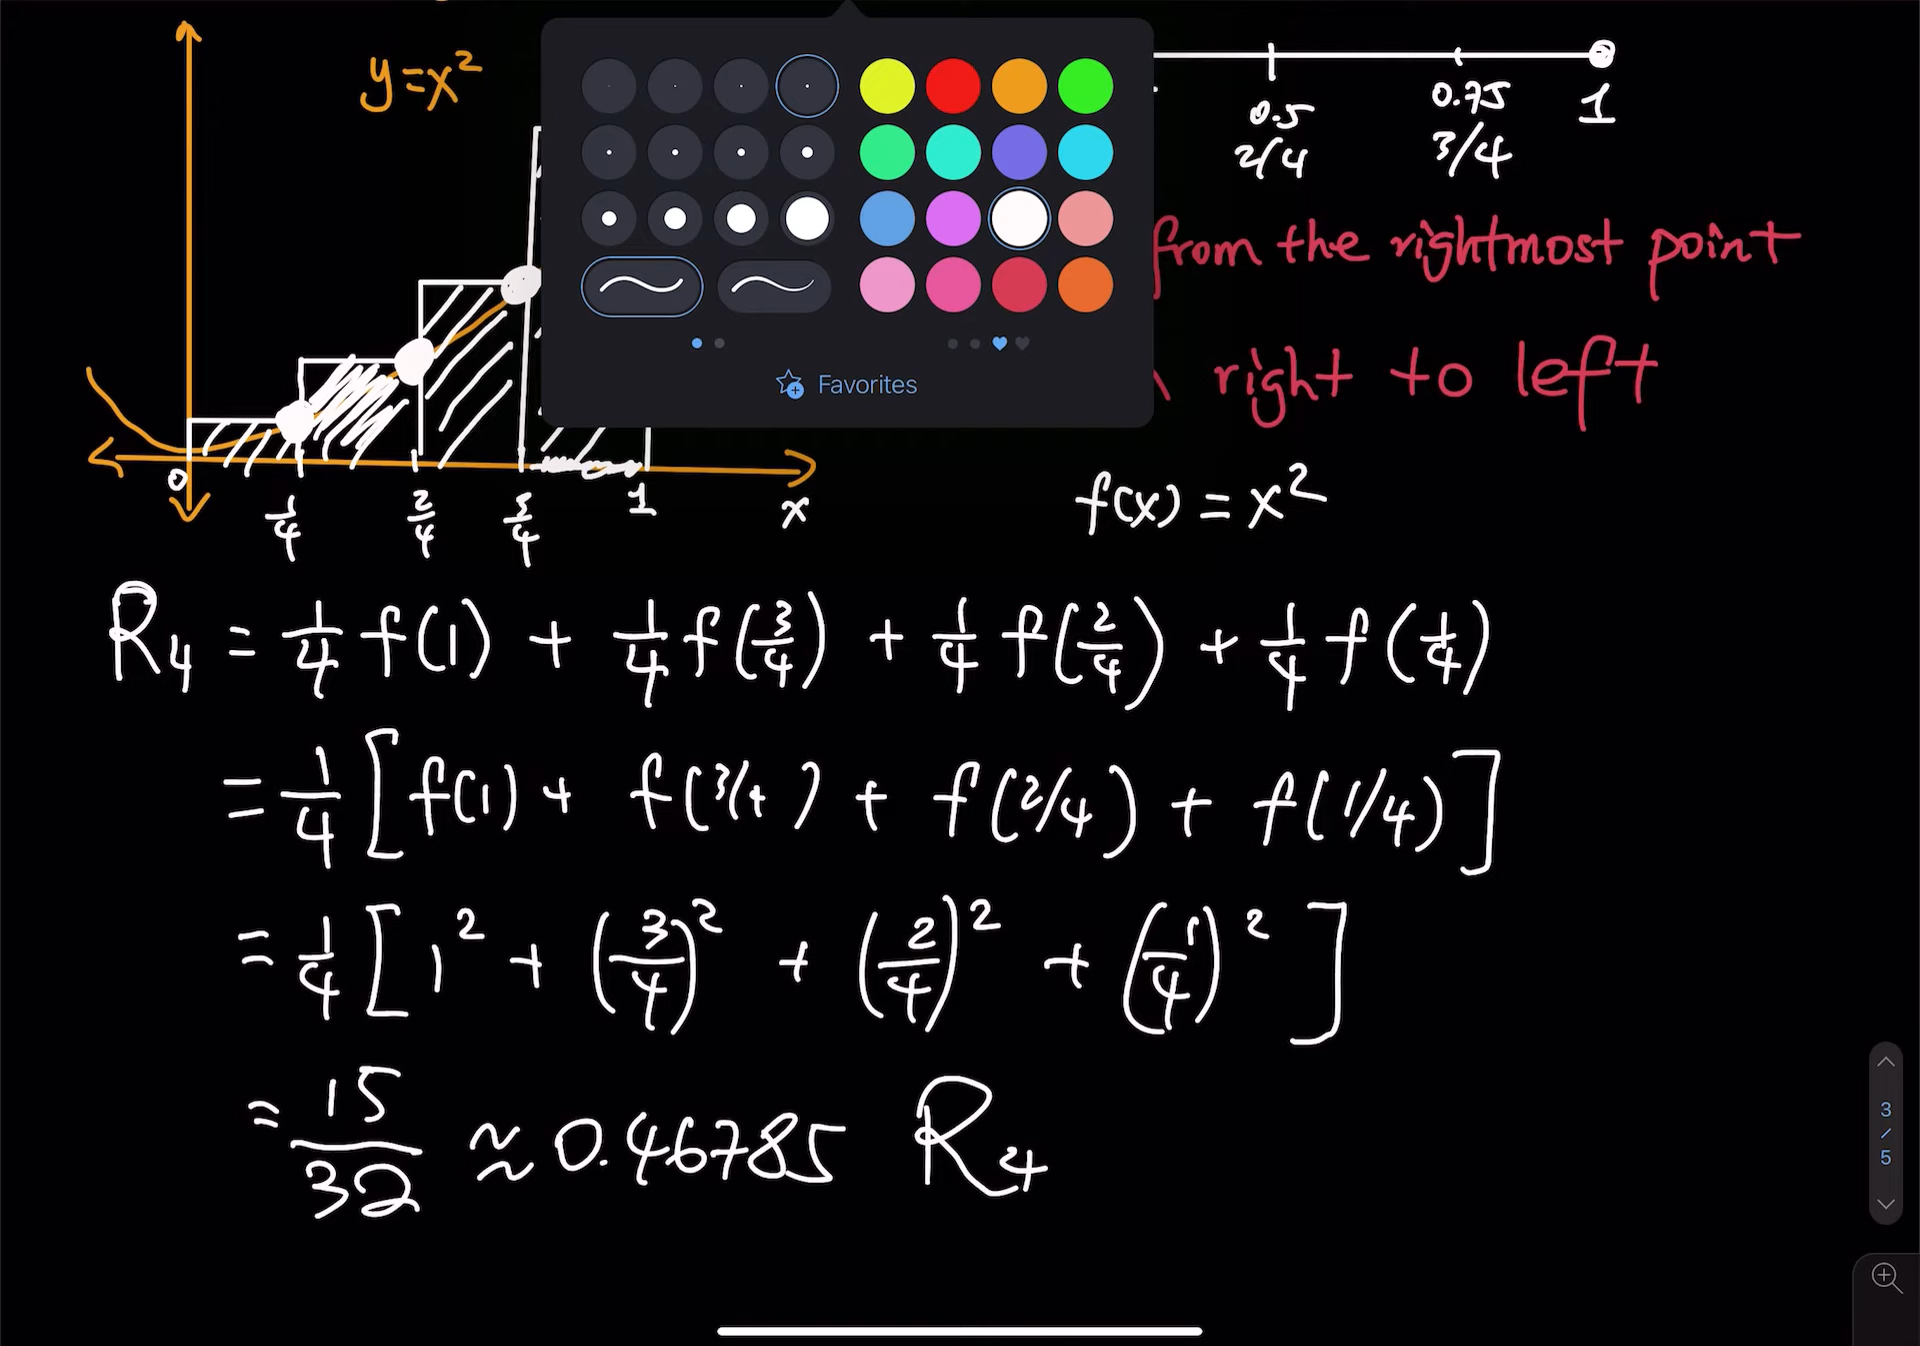 y=x²
0.5 0.75 1
2/4 3/4
from the rightmost point
right to left
Favorites
0 1/4 2/4 3/4 1 x
f(x) = x²
R₄ = 1/4 f(1) + 1/4 f(3/4) + 1/4 f(2/4) + 1/4 f(1/4)
= 1/4 [f(1) + f(3/4) + f(2/4) + f(1/4)]
= 1/4 [1² + (3/4)² + (2/4)² + (1/4)²]
= 15/32 ≈ 0.46785 R₄
3
/
5